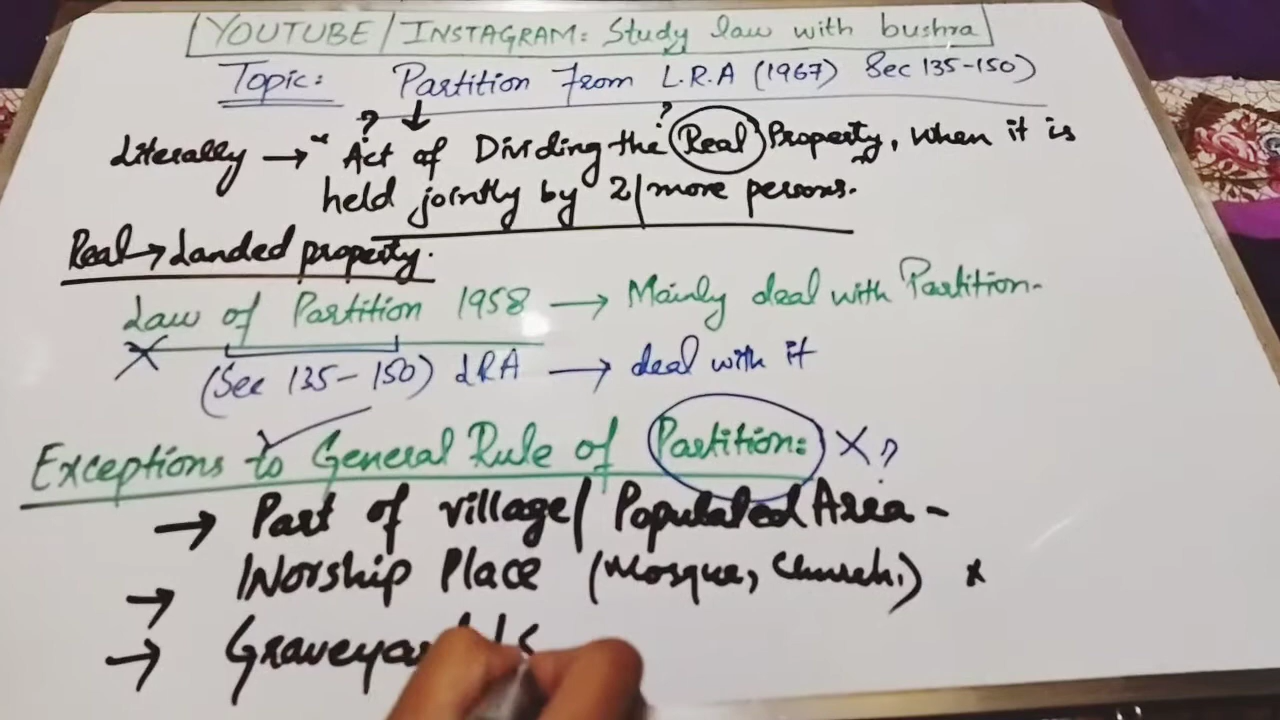 YOUTUBE/INSTAGRAM: Study law with bushra
Topic: Partition From L.R.A (1967) Sec 135-150)
? ?
Literally → " Act of Dividing the Real Property, when it is
held jointly by 2/more persons.
Real → Landed property.
Law of Partition 1958 → Mainly deal with Partition.
(Sec 135-150) LRA → deal with it
Exceptions to General Rule of Partition: X ?
→ Part of village/Populated Area -
→ Worship Place (Mosque, Church.) x
→ Graveyar